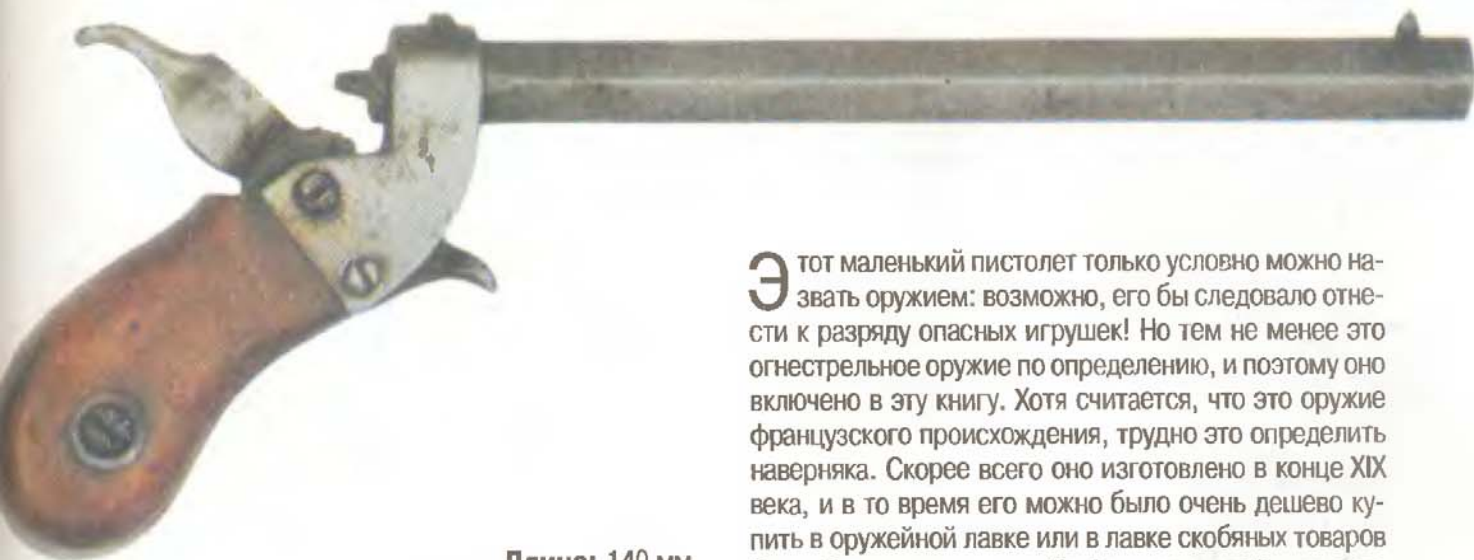 Этот маленький пистолет только условно можно на-
звать оружием: возможно, его бы следовало отне-
сти к разряду опасных игрушек! Но тем не менее это
огнестрельное оружие по определению, и поэтому оно
включено в эту книгу. Хотя считается, что это оружие
французского происхождения, трудно это определить
наверняка. Скорее всего оно изготовлено в конце XIX
века, и в то время его можно было очень дешево ку-
пить в оружейной лавке или в лавке скобяных товаров
140 мм